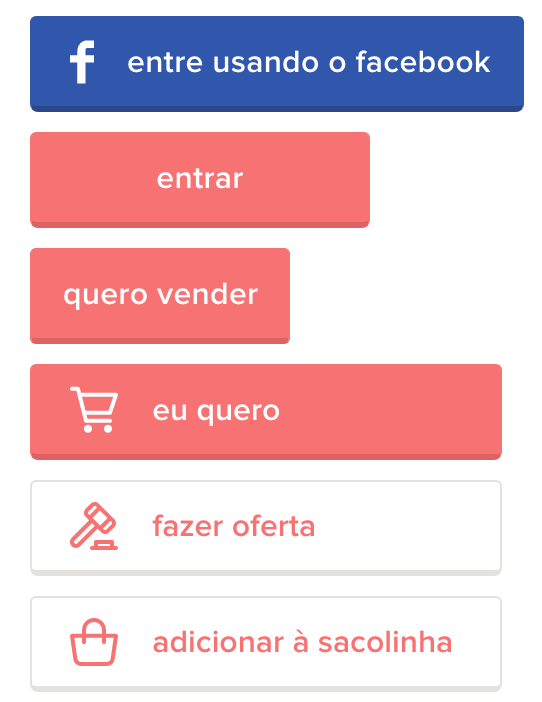 entre usando o facebook
entrar
quero vender
eu quero
fazer oferta
adicionar à sacolinha